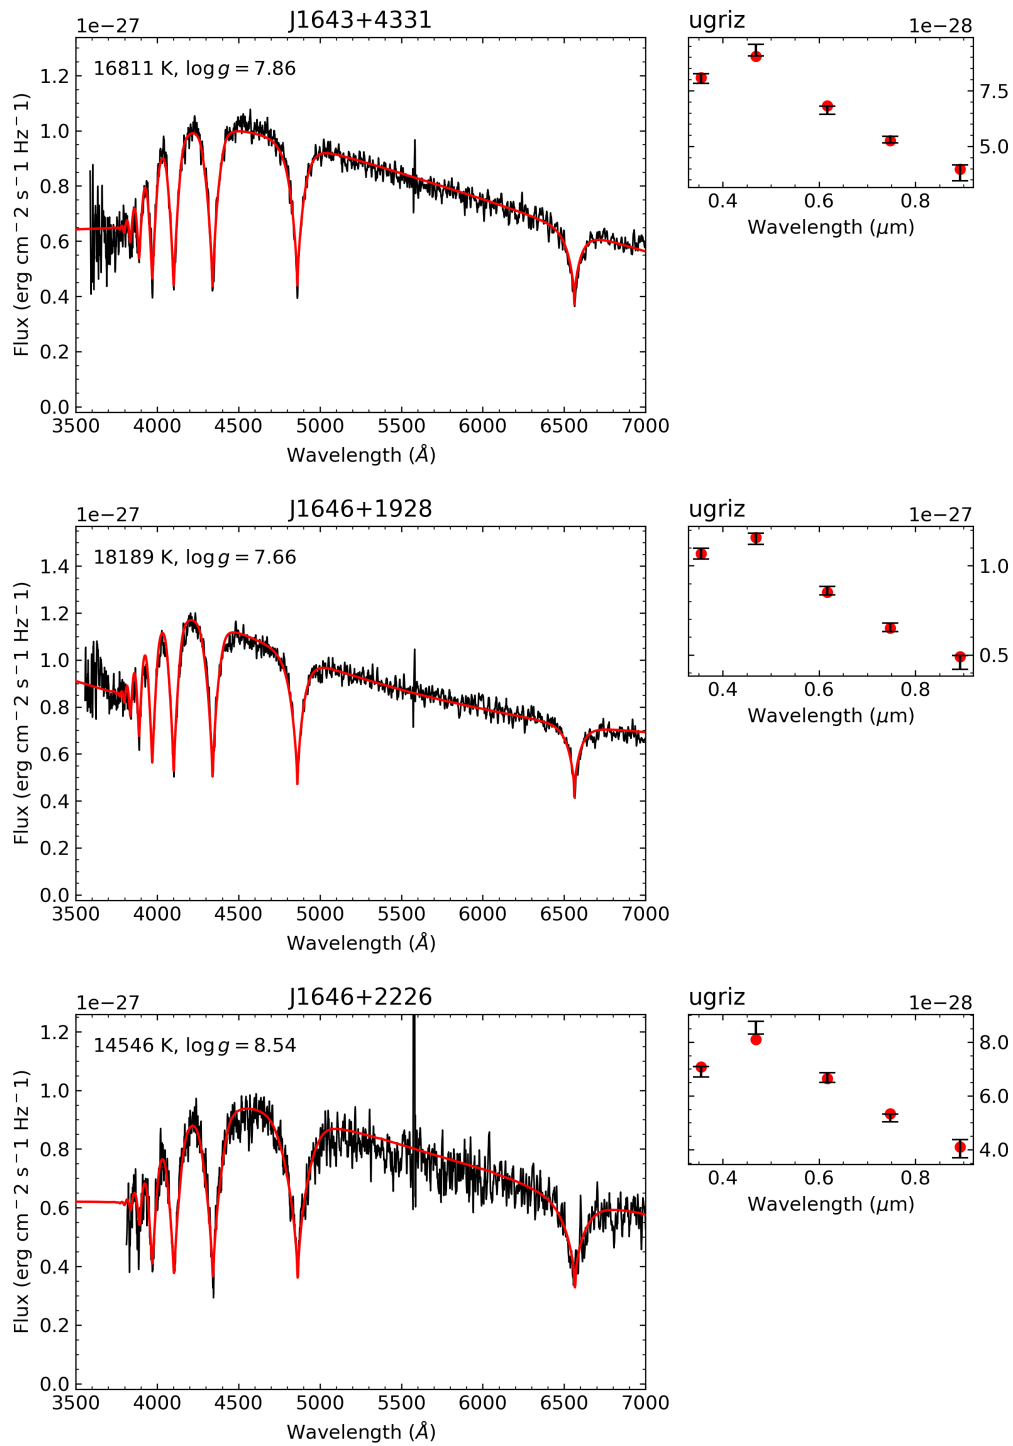 J1643+4331
1e−27
16811 K, log g = 7.86
1.2
1.0
0.8
0.6
0.4
0.2
0.0
Flux (erg cm−2 s−1 Hz−1)
3500 4000 4500 5000 5500 6000 6500 7000
Wavelength (Å)
ugriz
1e−28
7.5
5.0
0.4 0.6 0.8
Wavelength (μm)
J1646+1928
1e−27
18189 K, log g = 7.66
1.4
1.2
1.0
0.8
0.6
0.4
0.2
0.0
Flux (erg cm−2 s−1 Hz−1)
3500 4000 4500 5000 5500 6000 6500 7000
Wavelength (Å)
ugriz
1e−27
1.0
0.5
0.4 0.6 0.8
Wavelength (μm)
J1646+2226
1e−27
14546 K, log g = 8.54
1.2
1.0
0.8
0.6
0.4
0.2
0.0
Flux (erg cm−2 s−1 Hz−1)
3500 4000 4500 5000 5500 6000 6500 7000
Wavelength (Å)
ugriz
1e−28
8.0
6.0
4.0
0.4 0.6 0.8
Wavelength (μm)